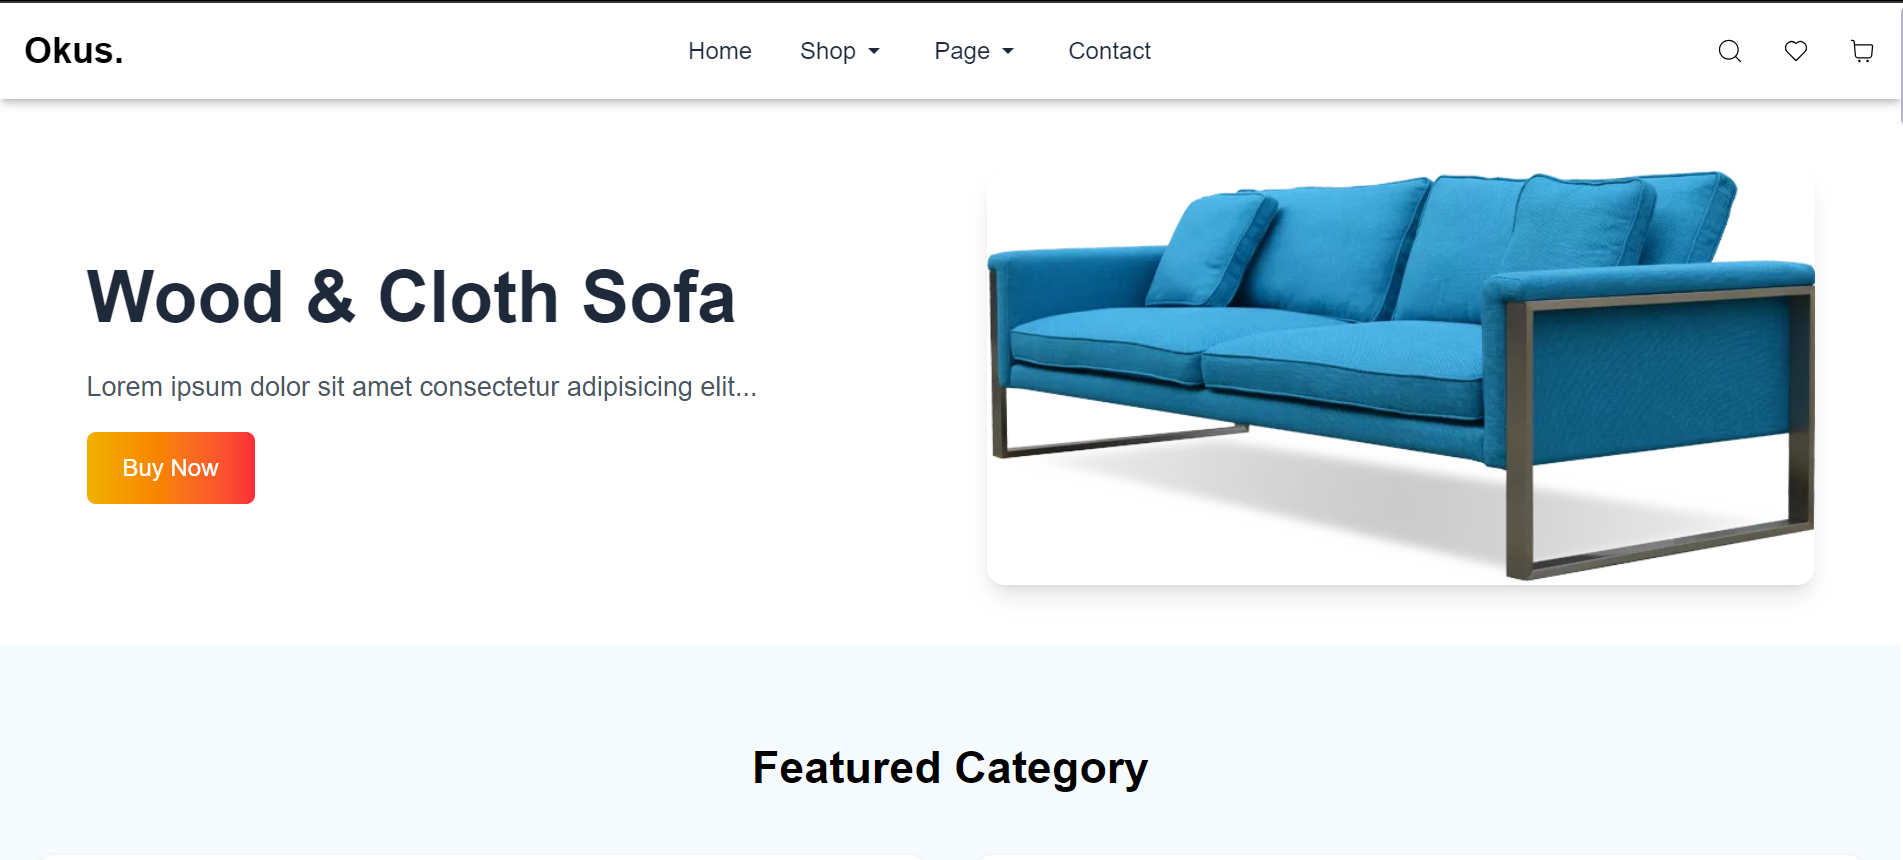 Okus.
Home Shop Page Contact
Wood & Cloth Sofa
Lorem ipsum dolor sit amet consectetur adipisicing elit...
Buy Now
Featured Category